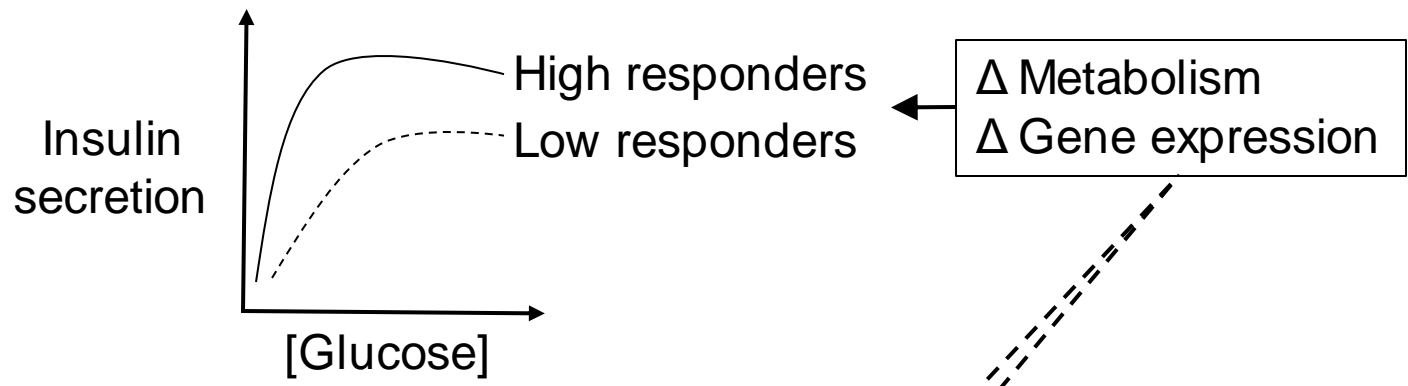 Insulin
secretion
High responders
Low responders
[Glucose]
Δ Metabolism
Δ Gene expression